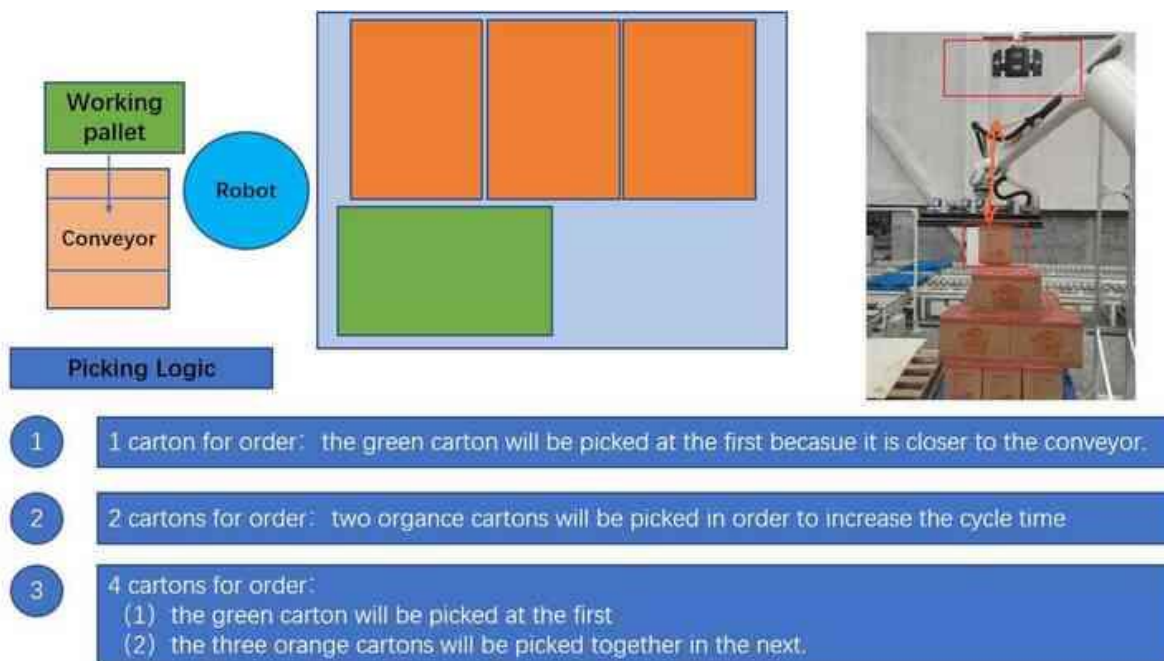 Working
pallet
Robot
Conveyor
Picking Logic
1
1 carton for order: the green carton will be picked at the first becasue it is closer to the conveyor.
2
2 cartons for order: two organce cartons will be picked in order to increase the cycle time
3
4 cartons for order:
(1) the green carton will be picked at the first
(2) the three orange cartons will be picked together in the next.